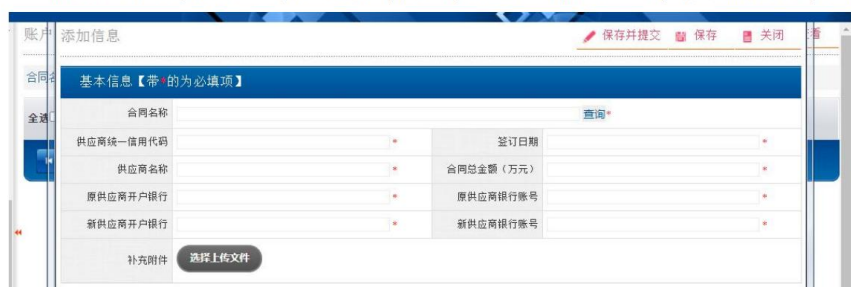 账户
添加信息
保存并提交 保存 关闭
看
合同名
基本信息【带*的为必填项】
全选
合同名称 查询*
供应商统一信用代码 * 签订日期 *
供应商名称 * 合同总金额（万元） *
原供应商开户银行 * 原供应商银行账号 *
新供应商开户银行 * 新供应商银行账号 *
补充附件 选择上传文件